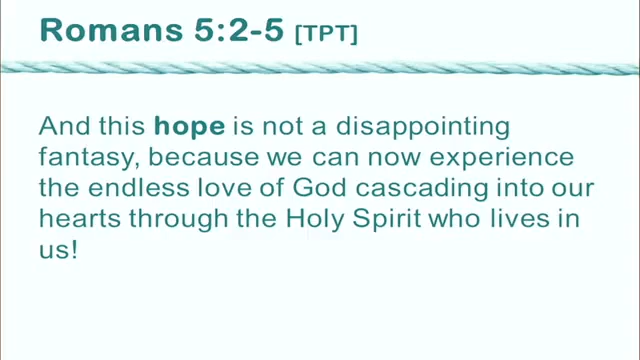 Romans 5:2-5 [TPT]
And this hope is not a disappointing
fantasy, because we can now experience
the endless love of God cascading into our
hearts through the Holy Spirit who lives in
us!